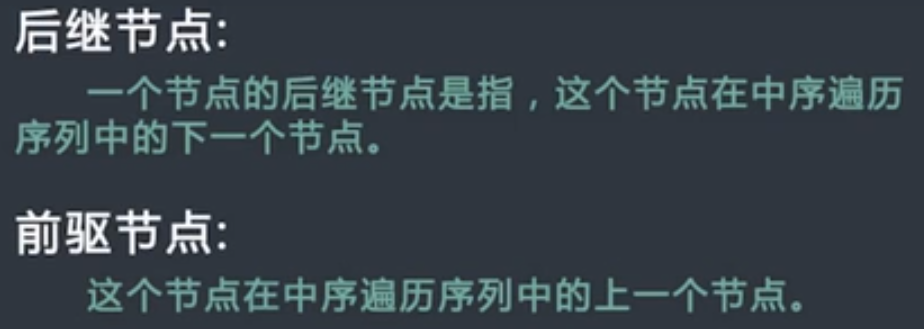 后继节点:
一个节点的后继节点是指，这个节点在中序遍历
序列中的下一个节点。
前驱节点:
这个节点在中序遍历序列中的上一个节点。